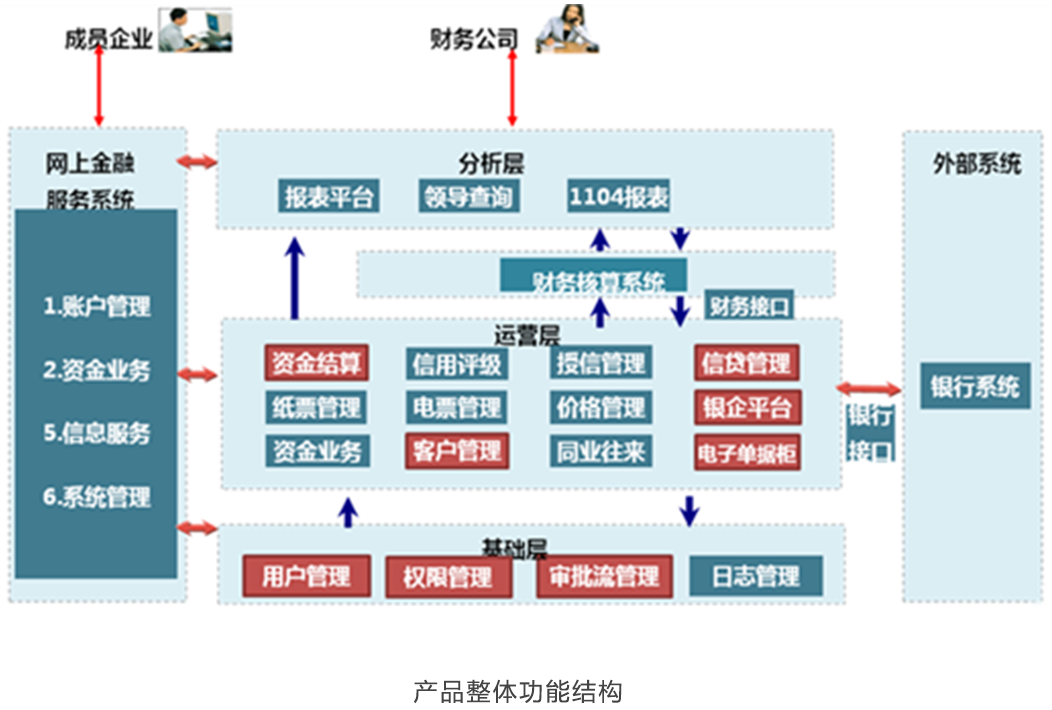 成员企业
财务公司
网上金融
服务系统
1.账户管理
2.资金业务
5.信息服务
6.系统管理
分析层
报表平台
领导查询
1104报表
财务核算系统
财务接口
运营层
资金结算
信用评级
授信管理
信贷管理
纸票管理
电票管理
价格管理
银企平台
资金业务
客户管理
同业往来
电子单据柜
基础层
用户管理
权限管理
审批流管理
日志管理
银行
接口
外部系统
银行系统
产品整体功能结构